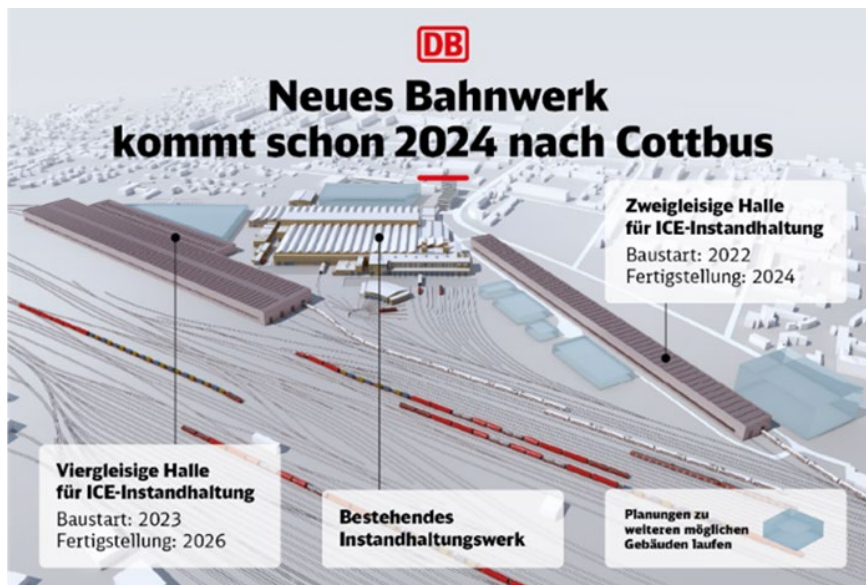 DB
Neues Bahnwerk
kommt schon 2024 nach Cottbus
Zweigleisige Halle
für ICE-Instandhaltung
Baustart: 2022
Fertigstellung: 2024
Viergleisige Halle
für ICE-Instandhaltung
Baustart: 2023
Fertigstellung: 2026
Bestehendes
Instandhaltungswerk
Planungen zu
weiteren möglichen
Gebäuden laufen